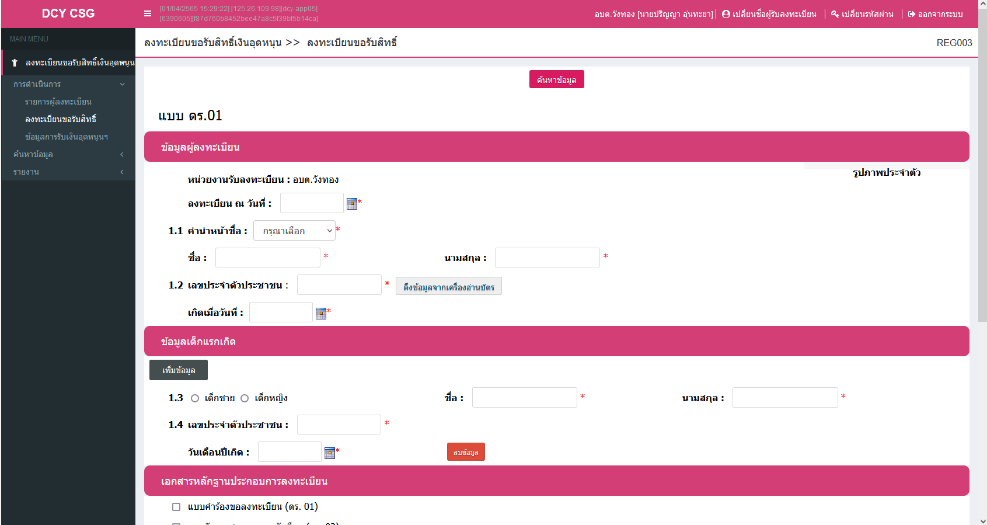 DCY CSG
[01/04/2565 15:29:22] [125.26.109.98][dcy-app05]
อบต.วังทอง [นายปริญญา อุ่นทะยา] เปลี่ยนชื่อผู้รับลงทะเบียน เปลี่ยนรหัสผ่าน ออกจากระบบ
MAIN MENU
ลงทะเบียนขอรับสิทธิ์เงินอุดหนุน
การดำเนินการ
รายการผู้ลงทะเบียน
ลงทะเบียนขอรับสิทธิ์
ข้อมูลการรับเงินอุดหนุนฯ
ค้นหาข้อมูล
รายงาน
ลงทะเบียนขอรับสิทธิ์เงินอุดหนุน >> ลงทะเบียนขอรับสิทธิ์
REG003
ค้นหาข้อมูล
แบบ ดร.01
ข้อมูลผู้ลงทะเบียน
รูปภาพประจำตัว
หน่วยงานรับลงทะเบียน : อบต.วังทอง
ลงทะเบียน ณ วันที่ : *
1.1 คำนำหน้าชื่อ : กรุณาเลือก *
ชื่อ : * นามสกุล : *
1.2 เลขประจำตัวประชาชน : * ดึงข้อมูลจากเครื่องอ่านบัตร
เกิดเมื่อวันที่ : *
ข้อมูลเด็กแรกเกิด
เพิ่มข้อมูล
1.3 เด็กชาย เด็กหญิง ชื่อ : * นามสกุล : *
1.4 เลขประจำตัวประชาชน : *
วันเดือนปีเกิด : * ลบข้อมูล
เอกสารหลักฐานประกอบการลงทะเบียน
แบบคำร้องขอลงทะเบียน (ดร. 01)